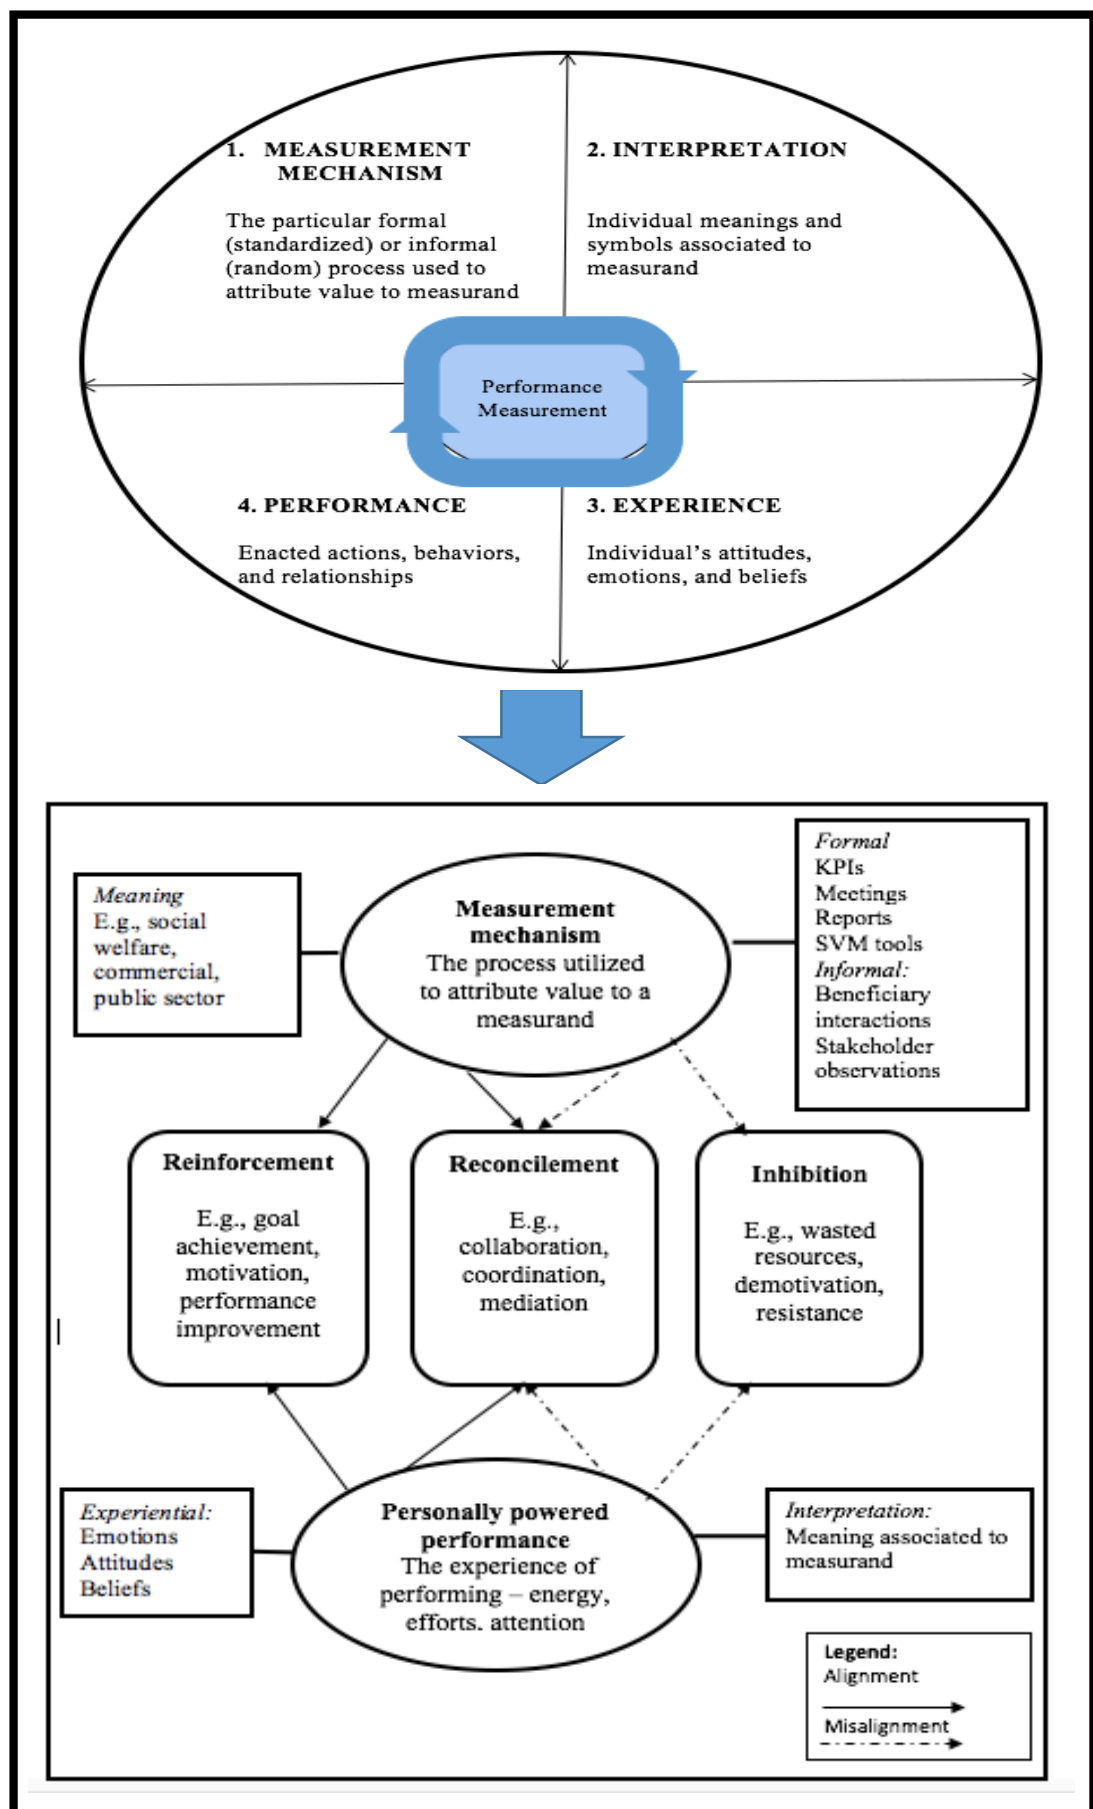 1. MEASUREMENT
MECHANISM
The particular formal
(standardized) or informal
(random) process used to
attribute value to measurand
2. INTERPRETATION
Individual meanings and
symbols associated to
measurand
Performance
Measurement
4. PERFORMANCE
Enacted actions, behaviors,
and relationships
3. EXPERIENCE
Individual’s attitudes,
emotions, and beliefs
Meaning
E.g., social
welfare,
commercial,
public sector
Measurement
mechanism
The process utilized
to attribute value to a
measurand
Formal
KPIs
Meetings
Reports
SVM tools
Informal:
Beneficiary
interactions
Stakeholder
observations
Reinforcement
E.g., goal
achievement,
motivation,
performance
improvement
Reconcilement
E.g.,
collaboration,
coordination,
mediation
Inhibition
E.g., wasted
resources,
demotivation,
resistance
Experiential:
Emotions
Attitudes
Beliefs
Personally powered
performance
The experience of
performing – energy,
efforts. attention
Interpretation:
Meaning associated to
measurand
Legend:
Alignment
Misalignment